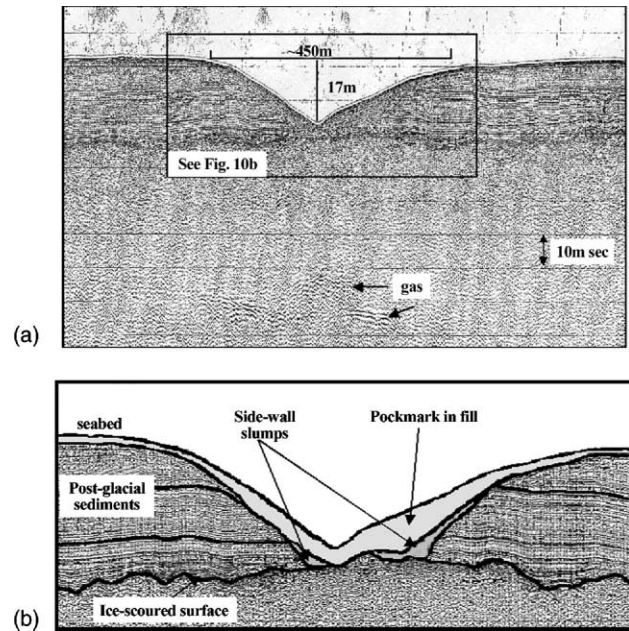 ~450m
17m
See Fig. 10b
10m sec
gas
(a)
seabed
Side-wall
slumps
Pockmark in fill
Post-glacial
sediments
Ice-scoured surface
(b)